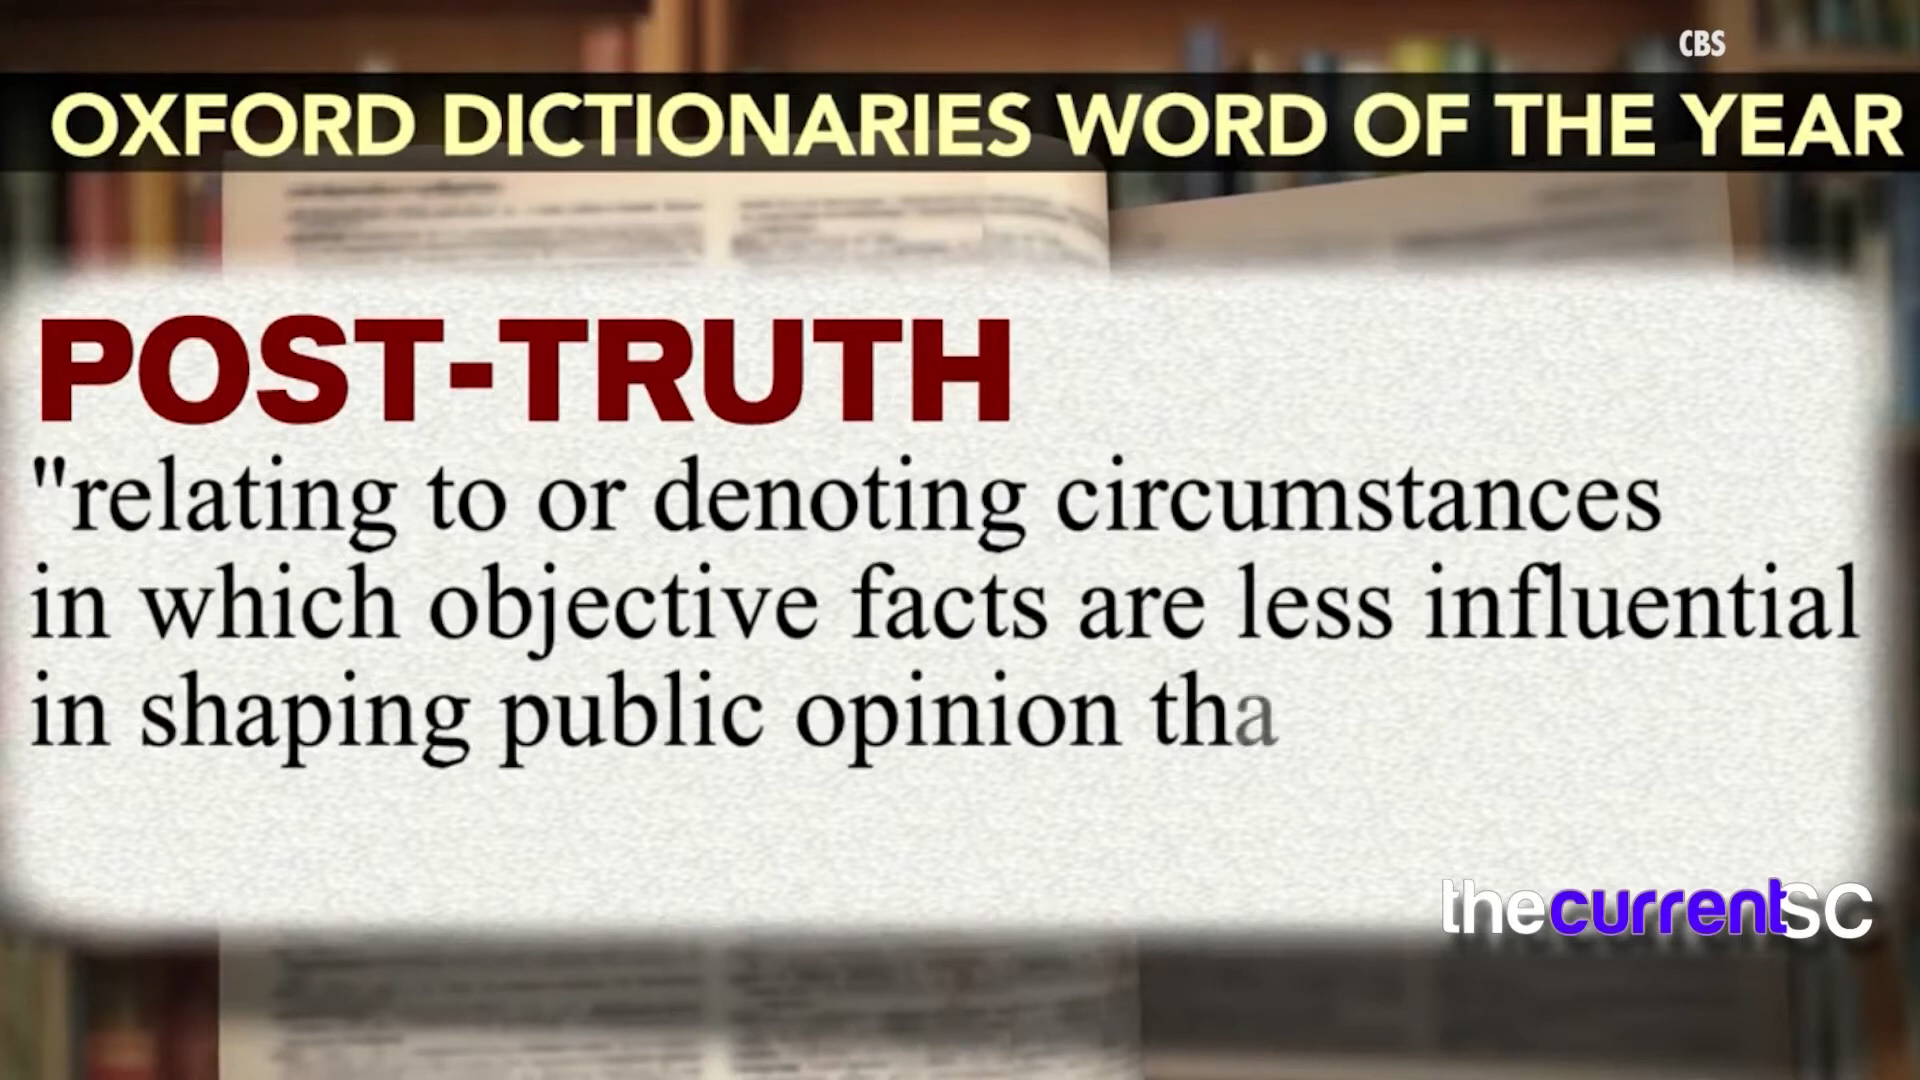 CBS
OXFORD DICTIONARIES WORD OF THE YEAR
POST-TRUTH
"relating to or denoting circumstances
in which objective facts are less influential
in shaping public opinion tha
thecurrentSC